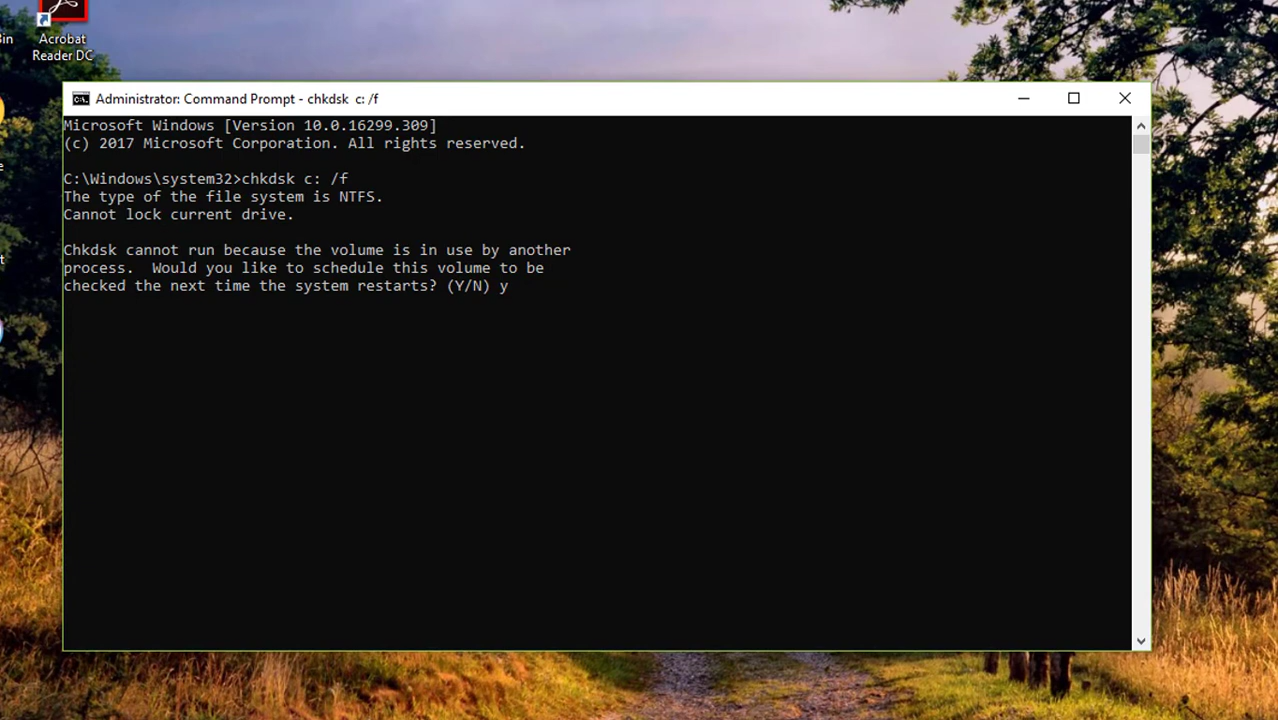 Bin
Acrobat
Reader DC
Administrator: Command Prompt - chkdsk  c: /f
Microsoft Windows [Version 10.0.16299.309]
(c) 2017 Microsoft Corporation. All rights reserved.
C:\Windows\system32>chkdsk c: /f
The type of the file system is NTFS.
Cannot lock current drive.
Chkdsk cannot run because the volume is in use by another
process.  Would you like to schedule this volume to be
checked the next time the system restarts? (Y/N) y